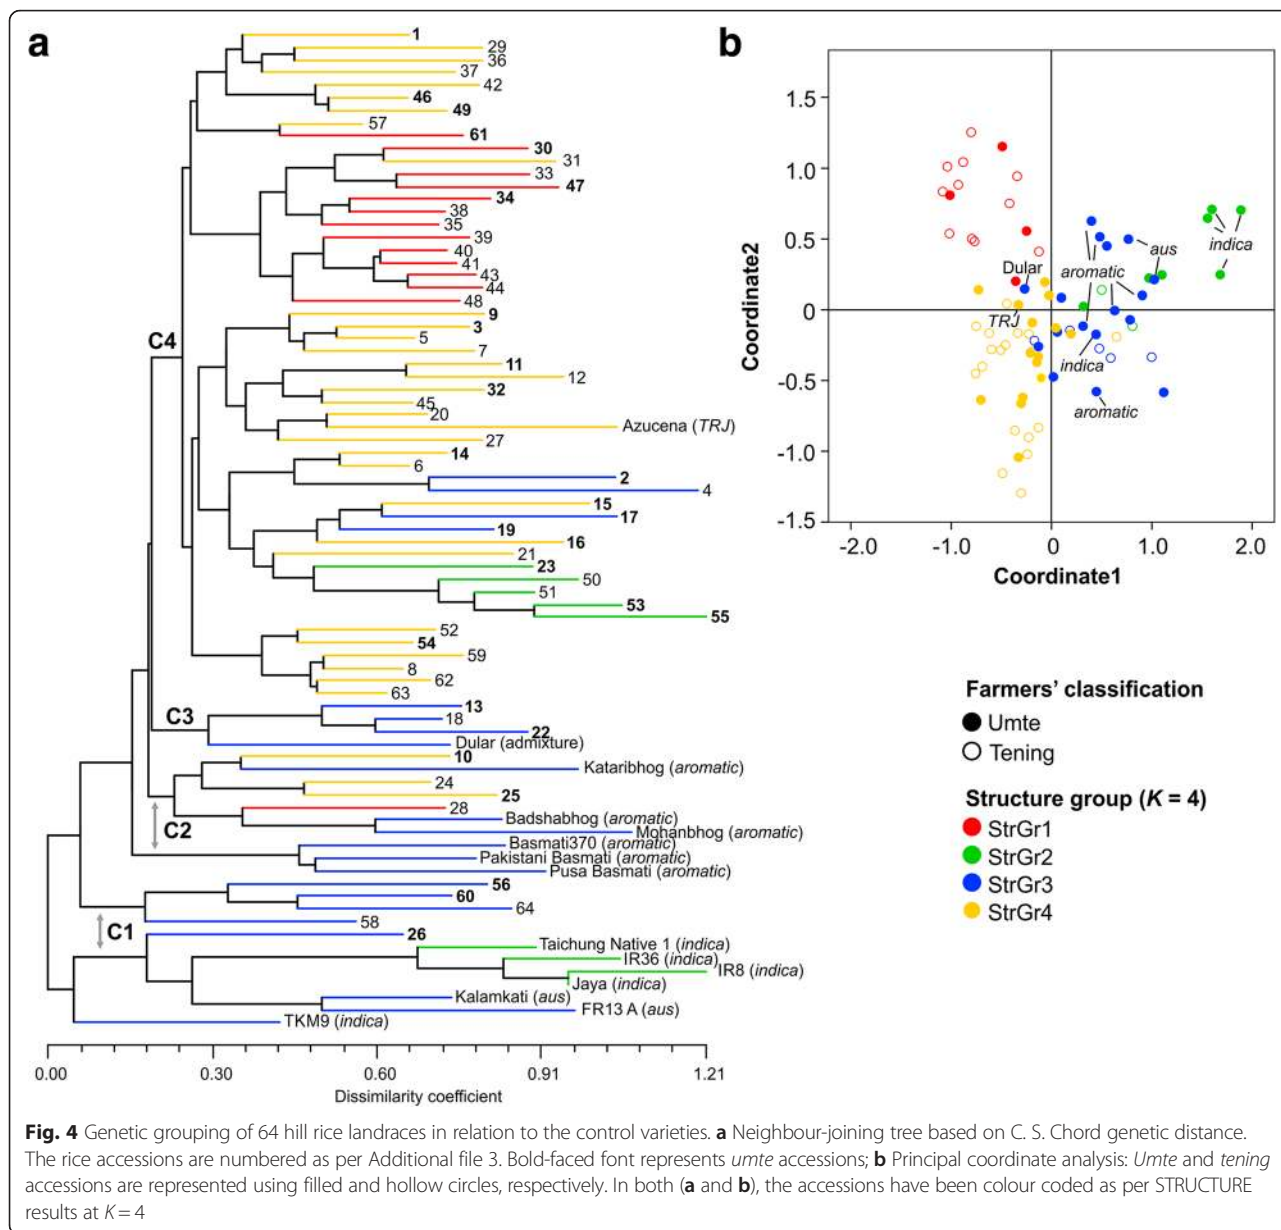 a
1
29
36
37
42
46
49
57
61
30
31
33
47
34
38
35
39
40
41
43
44
48
9
3
5
7
11
12
32
45
20
Azucena (TRJ)
27
14
6
2
4
15
17
19
16
21
23
50
51
53
55
52
54
59
8
62
63
13
18
22
Dular (admixture)
10
Kataribhog (aromatic)
24
25
28
Badshabhog (aromatic)
Mohanbhog (aromatic)
Basmati370 (aromatic)
Pakistani Basmati (aromatic)
Pusa Basmati (aromatic)
56
60
64
58
26
Taichung Native 1 (indica)
IR36 (indica)
IR8 (indica)
Jaya (indica)
Kalamkati (aus)
FR13 A (aus)
TKM9 (indica)
C4
C3
C2
C1
0.00 0.30 0.60 0.91 1.21
Dissimilarity coefficient
b
1.5
1.0
0.5
0
-0.5
-1.0
-1.5
Coordinate2
Dular
aromatic
aus
indica
TRJ
indica
aromatic
-2.0 -1.0 0 1.0 2.0
Coordinate1
Farmers' classification
Umte
Tening
Structure group (K = 4)
StrGr1
StrGr2
StrGr3
StrGr4
Fig. 4 Genetic grouping of 64 hill rice landraces in relation to the control varieties. a Neighbour-joining tree based on C. S. Chord genetic distance.
The rice accessions are numbered as per Additional file 3. Bold-faced font represents umte accessions; b Principal coordinate analysis: Umte and tening
accessions are represented using filled and hollow circles, respectively. In both (a and b), the accessions have been colour coded as per STRUCTURE
results at K = 4